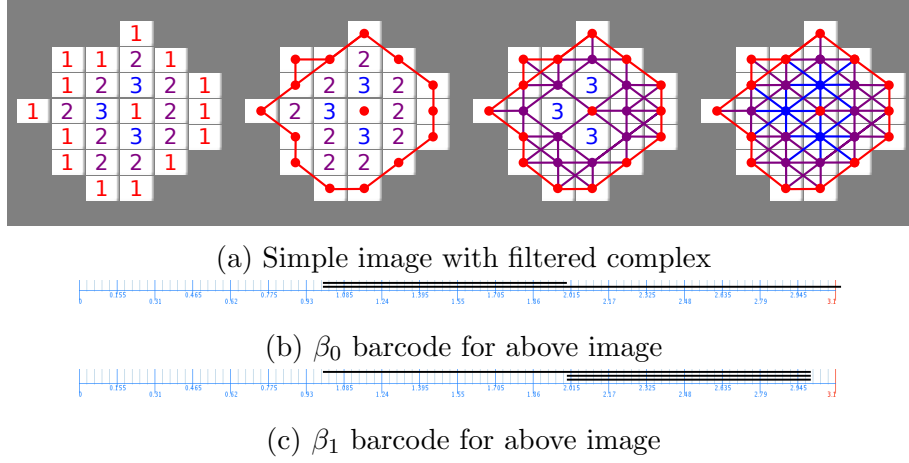 1
1 1 2 1 2
1 2 3 2 1 2 3 2 3
1 2 3 1 2 1 2 3 2 3
1 2 3 2 1 2 3 2 3
1 2 2 1 2 2
1 1
(a) Simple image with filtered complex
0.155 0.465 0.775 1.085 1.395 1.705 2.015 2.325 2.635 2.945
0 0.31 0.62 0.93 1.24 1.55 1.86 2.17 2.48 2.79 3.1
(b) β₀ barcode for above image
0.155 0.465 0.775 1.085 1.395 1.705 2.015 2.325 2.635 2.945
0 0.31 0.62 0.93 1.24 1.55 1.86 2.17 2.48 2.79 3.1
(c) β₁ barcode for above image